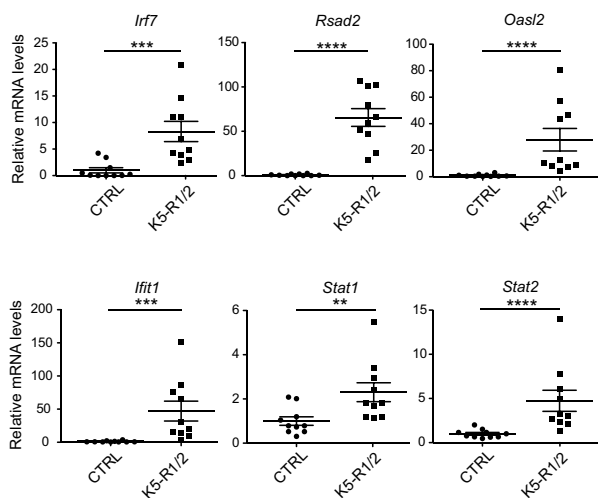 Irf7
Rsad2
Oasl2
***
****
****
Relative mRNA levels
25
20
15
10
5
0
150
100
50
0
100
80
60
40
20
0
CTRL
K5-R1/2
CTRL
K5-R1/2
CTRL
K5-R1/2
Ifit1
Stat1
Stat2
***
**
****
Relative mRNA levels
200
150
100
50
0
6
4
2
0
15
10
5
0
CTRL
K5-R1/2
CTRL
K5-R1/2
CTRL
K5-R1/2